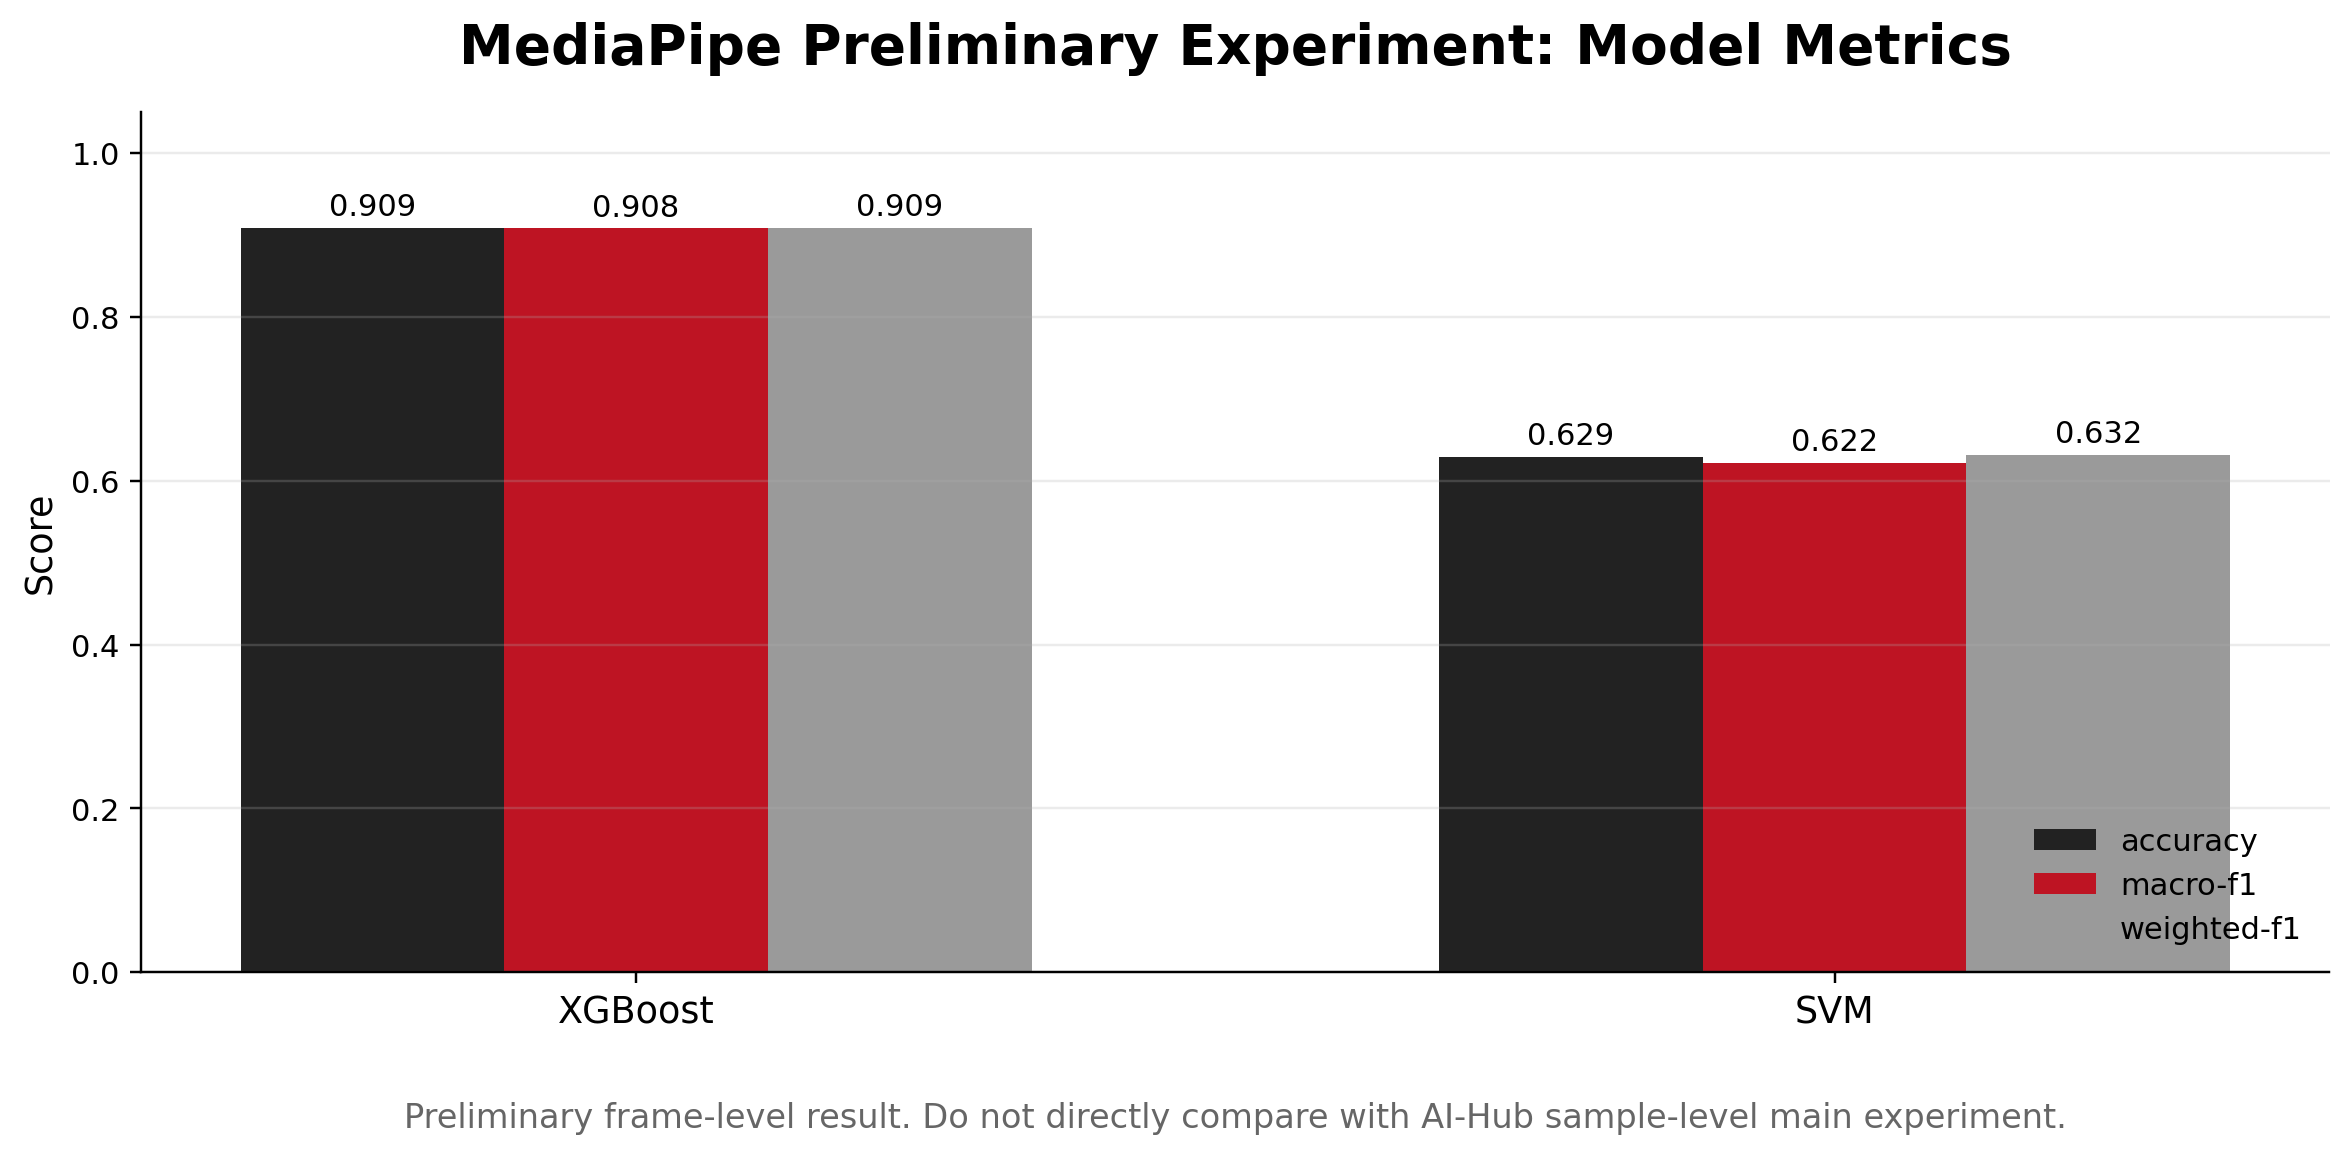 MediaPipe Preliminary Experiment: Model Metrics
Score
1.0
0.8
0.6
0.4
0.2
0.0
0.909
0.908
0.909
0.629
0.622
0.632
accuracy
macro-f1
weighted-f1
XGBoost
SVM
Preliminary frame-level result. Do not directly compare with AI-Hub sample-level main experiment.